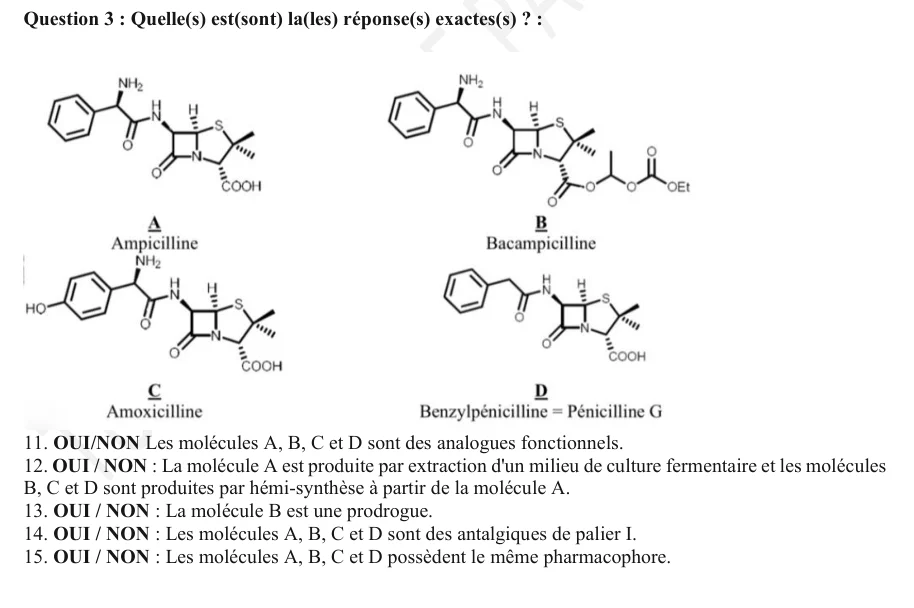 Question 3 : Quelle(s) est(sont) la(les) réponse(s) exactes(s) ? :
NH2
H
N
H
S
O
O
N
COOH
A
Ampicilline
NH2
H
N
H
S
O
O
N
O
O
O
O
OEt
B
Bacampicilline
NH2
HO
H
N
H
S
O
O
N
COOH
C
Amoxicilline
H
N
H
S
O
O
N
COOH
D
Benzylpénicilline = Pénicilline G
11. OUI/NON Les molécules A, B, C et D sont des analogues fonctionnels.
12. OUI / NON : La molécule A est produite par extraction d'un milieu de culture fermentaire et les molécules
B, C et D sont produites par hémi-synthèse à partir de la molécule A.
13. OUI / NON : La molécule B est une prodrogue.
14. OUI / NON : Les molécules A, B, C et D sont des antalgiques de palier I.
15. OUI / NON : Les molécules A, B, C et D possèdent le même pharmacophore.